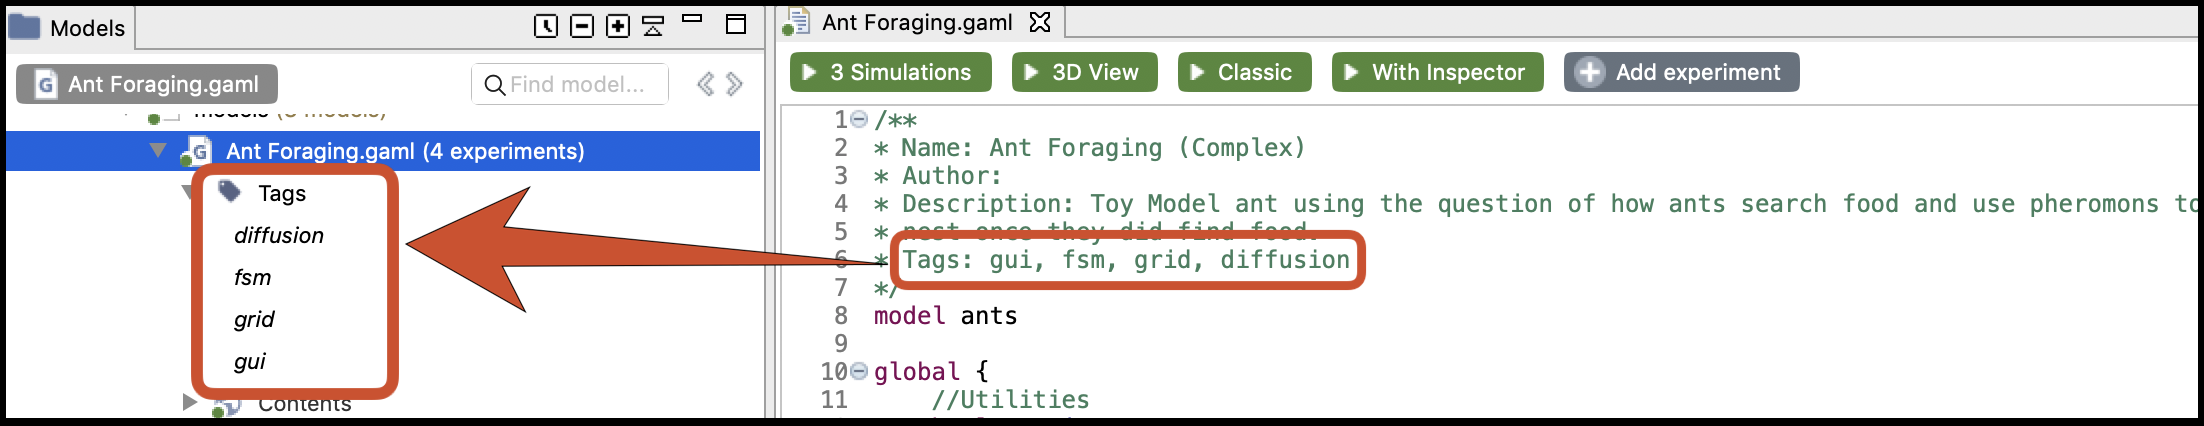 Models
Ant Foraging.gaml
Find model...
models (3 models)
Ant Foraging.gaml (4 experiments)
Tags
diffusion
fsm
grid
gui
Contents
Ant Foraging.gaml
3 Simulations
3D View
Classic
With Inspector
Add experiment
1 /**
2 * Name: Ant Foraging (Complex)
3 * Author:
4 * Description: Toy Model ant using the question of how ants search food and use pheromons to
5 * nest once they did find food.
6 * Tags: gui, fsm, grid, diffusion
7 */
8 model ants
9
10 global {
11 //Utilities